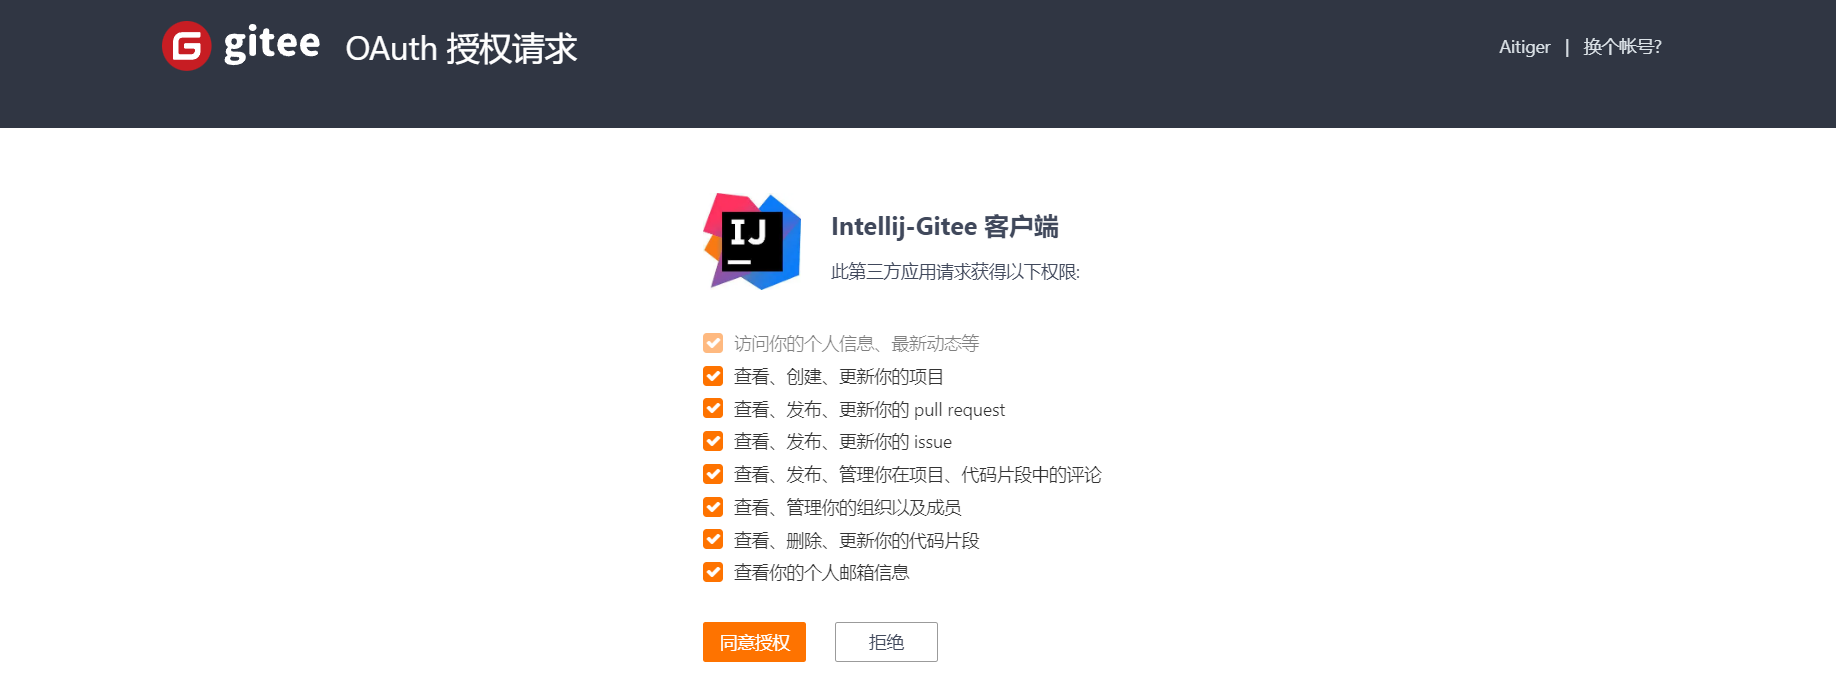 gitee OAuth 授权请求
Aitiger | 换个帐号?
IJ
Intellij-Gitee 客户端
此第三方应用请求获得以下权限:
访问你的个人信息、最新动态等
查看、创建、更新你的项目
查看、发布、更新你的 pull request
查看、发布、更新你的 issue
查看、发布、管理你在项目、代码片段中的评论
查看、管理你的组织以及成员
查看、删除、更新你的代码片段
查看你的个人邮箱信息
同意授权
拒绝